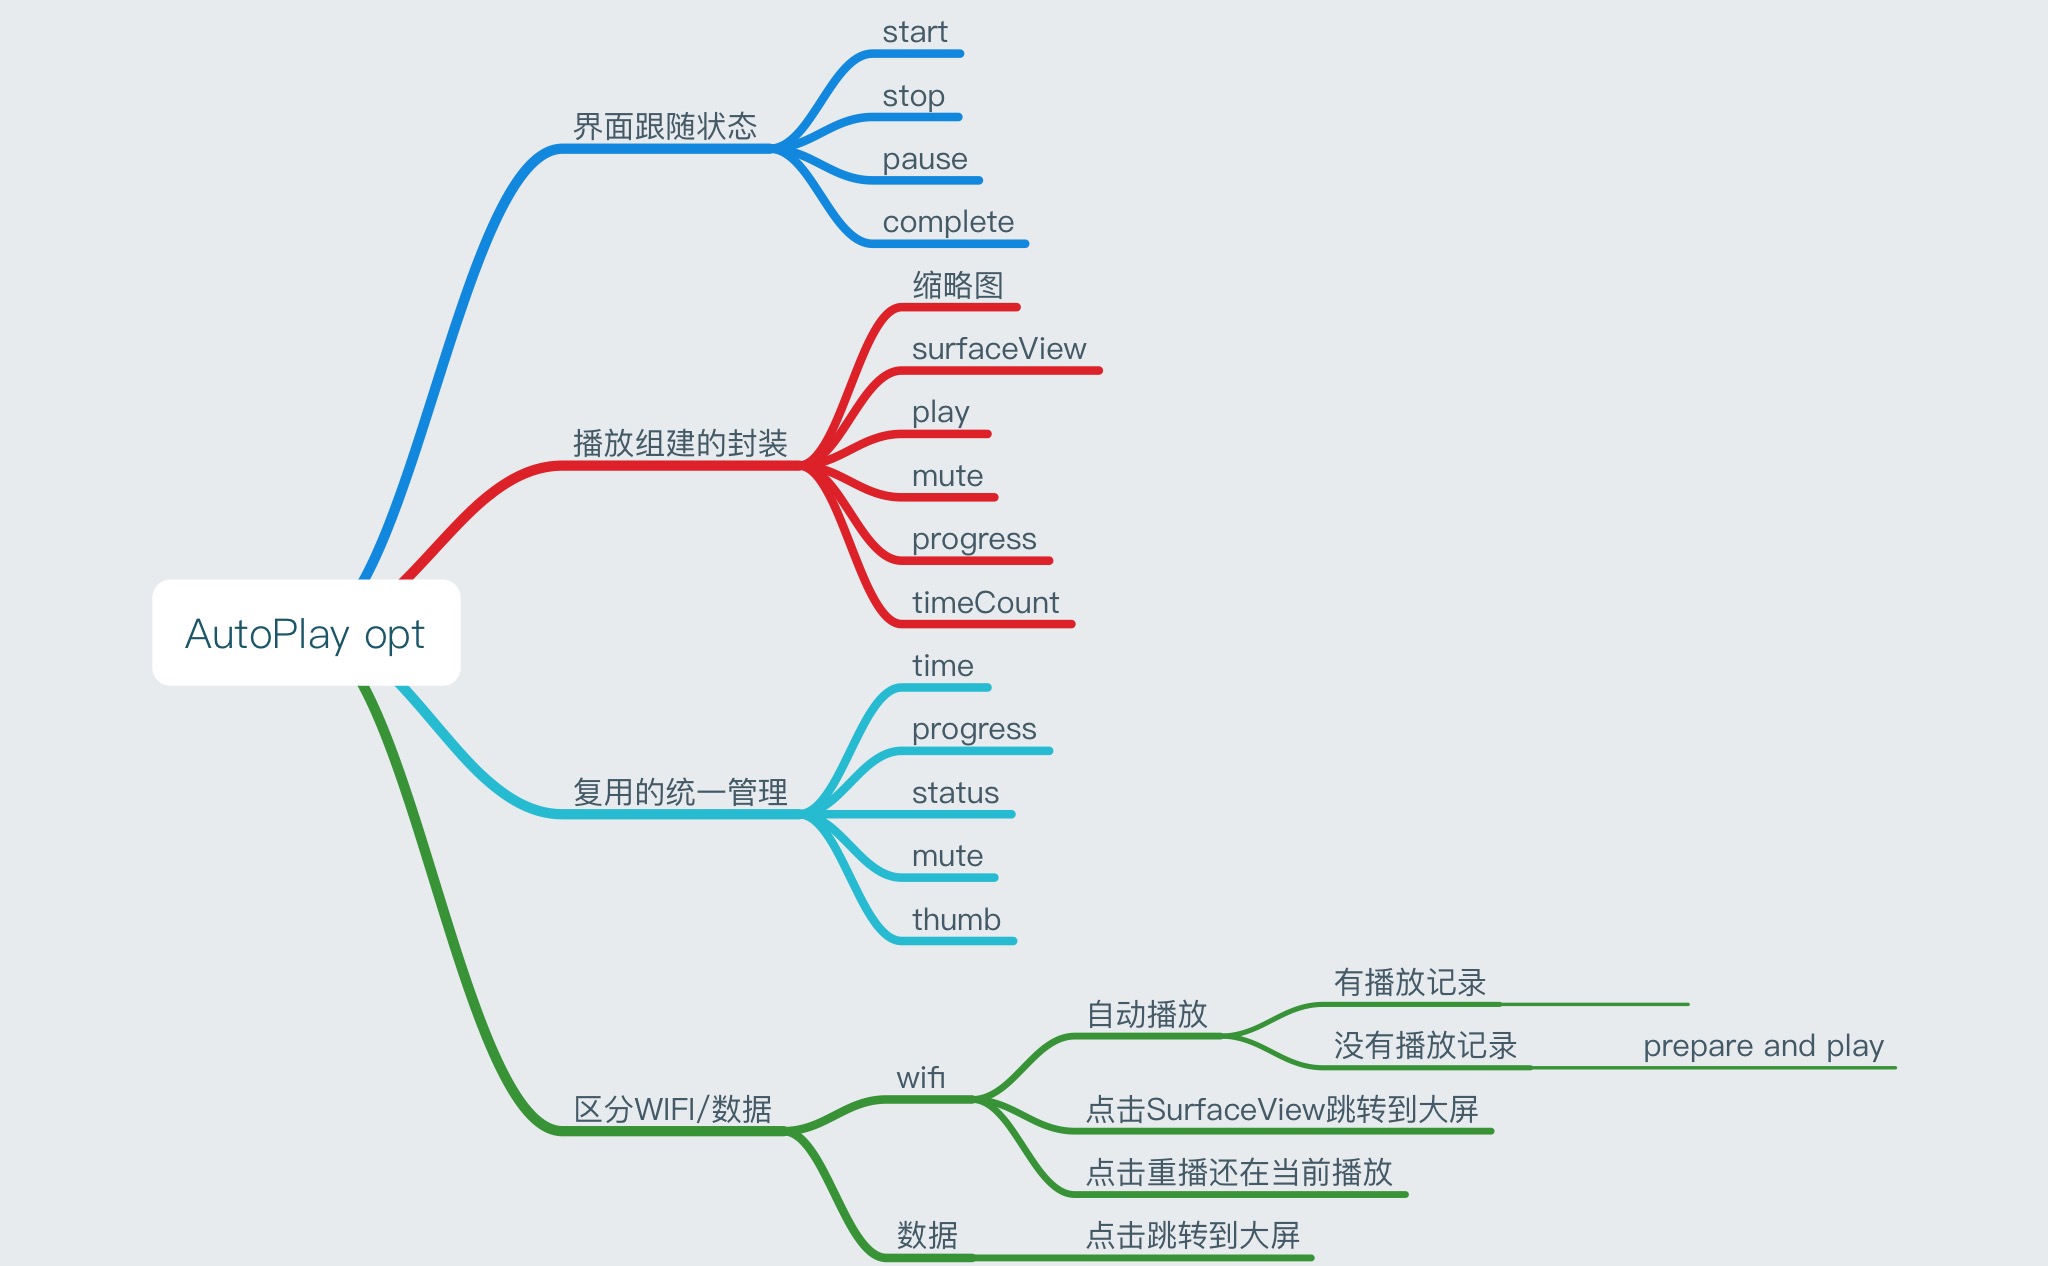 AutoPlay opt
界面跟随状态
start
stop
pause
complete
播放组建的封装
缩略图
surfaceView
play
mute
progress
timeCount
复用的统一管理
time
progress
status
mute
thumb
区分WIFI/数据
wifi
自动播放
有播放记录
没有播放记录
prepare and play
点击SurfaceView跳转到大屏
点击重播还在当前播放
数据
点击跳转到大屏